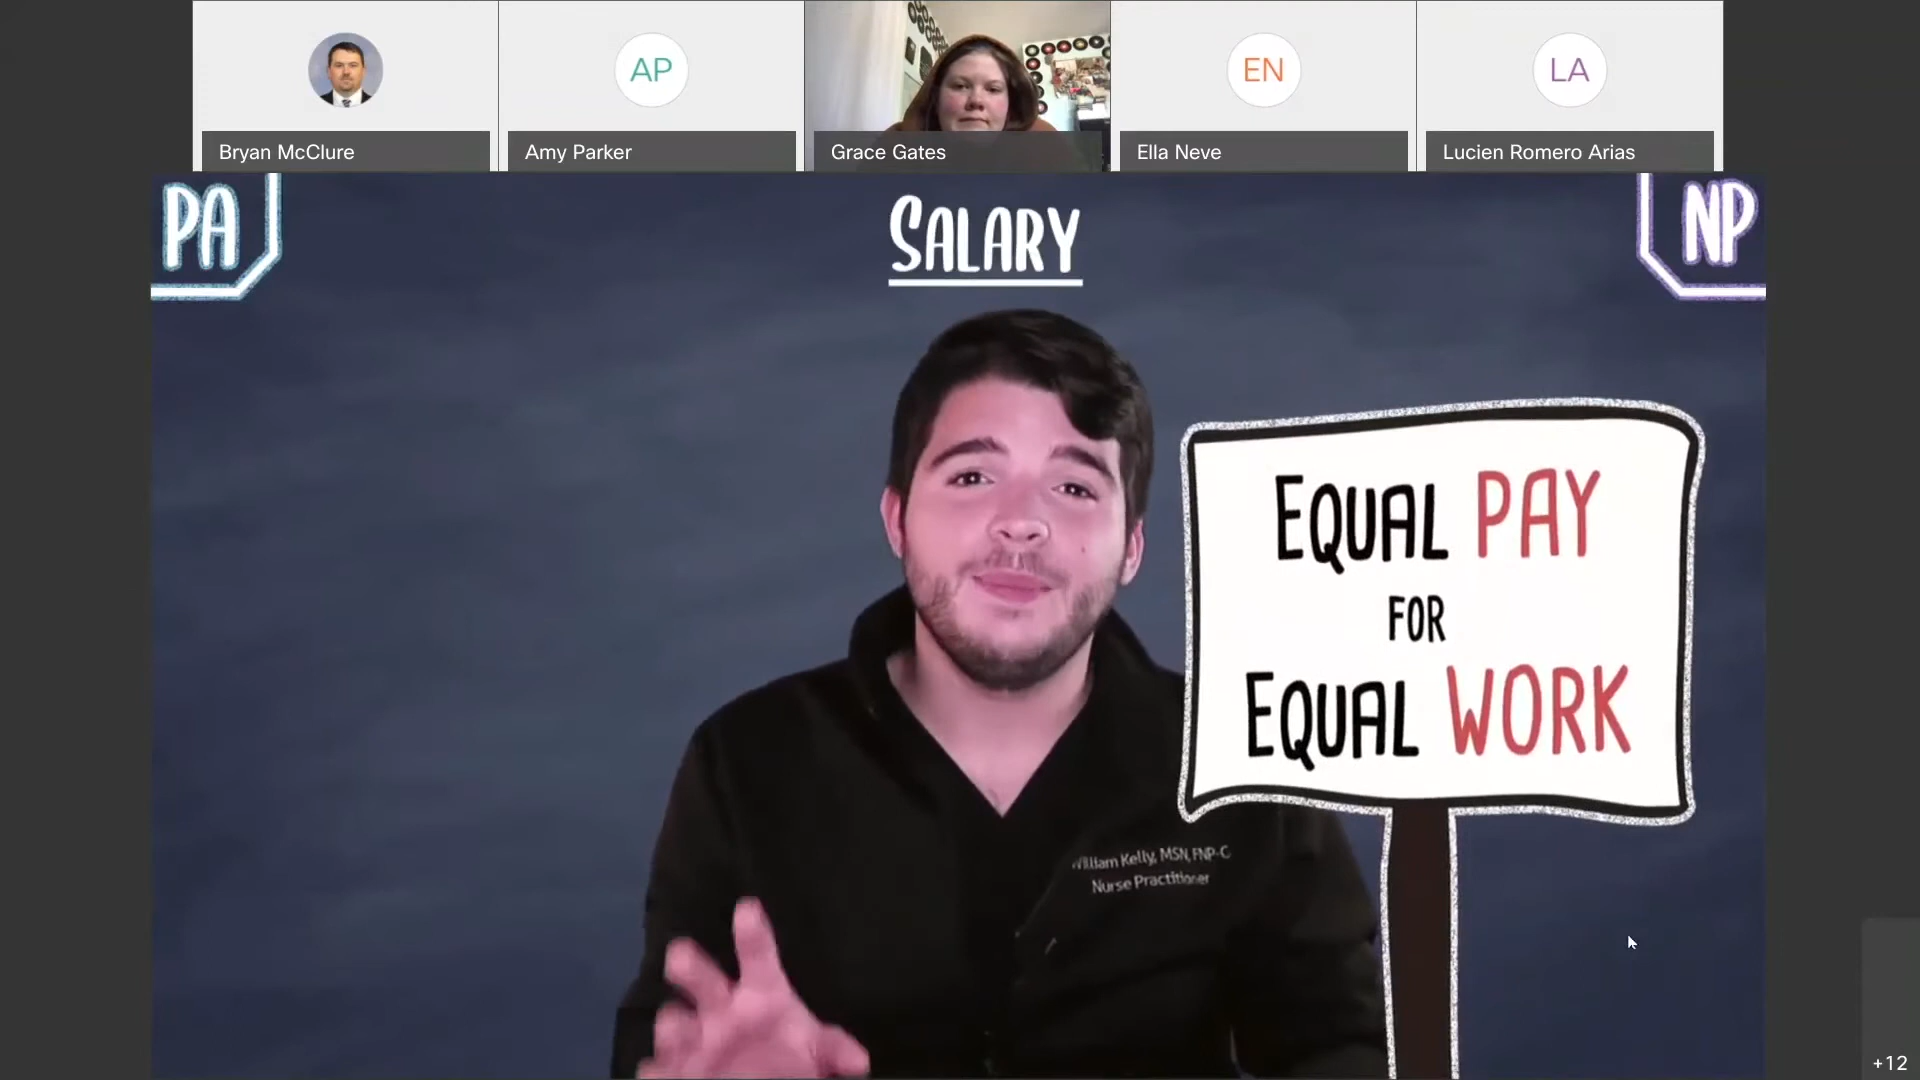 AP
EN
LA
Bryan McClure
Amy Parker
Grace Gates
Ella Neve
Lucien Romero Arias
PA
SALARY
NP
EQUAL PAY
FOR
EQUAL WORK
William Kelly, MSN, FNP-C
Nurse Practitioner
+12